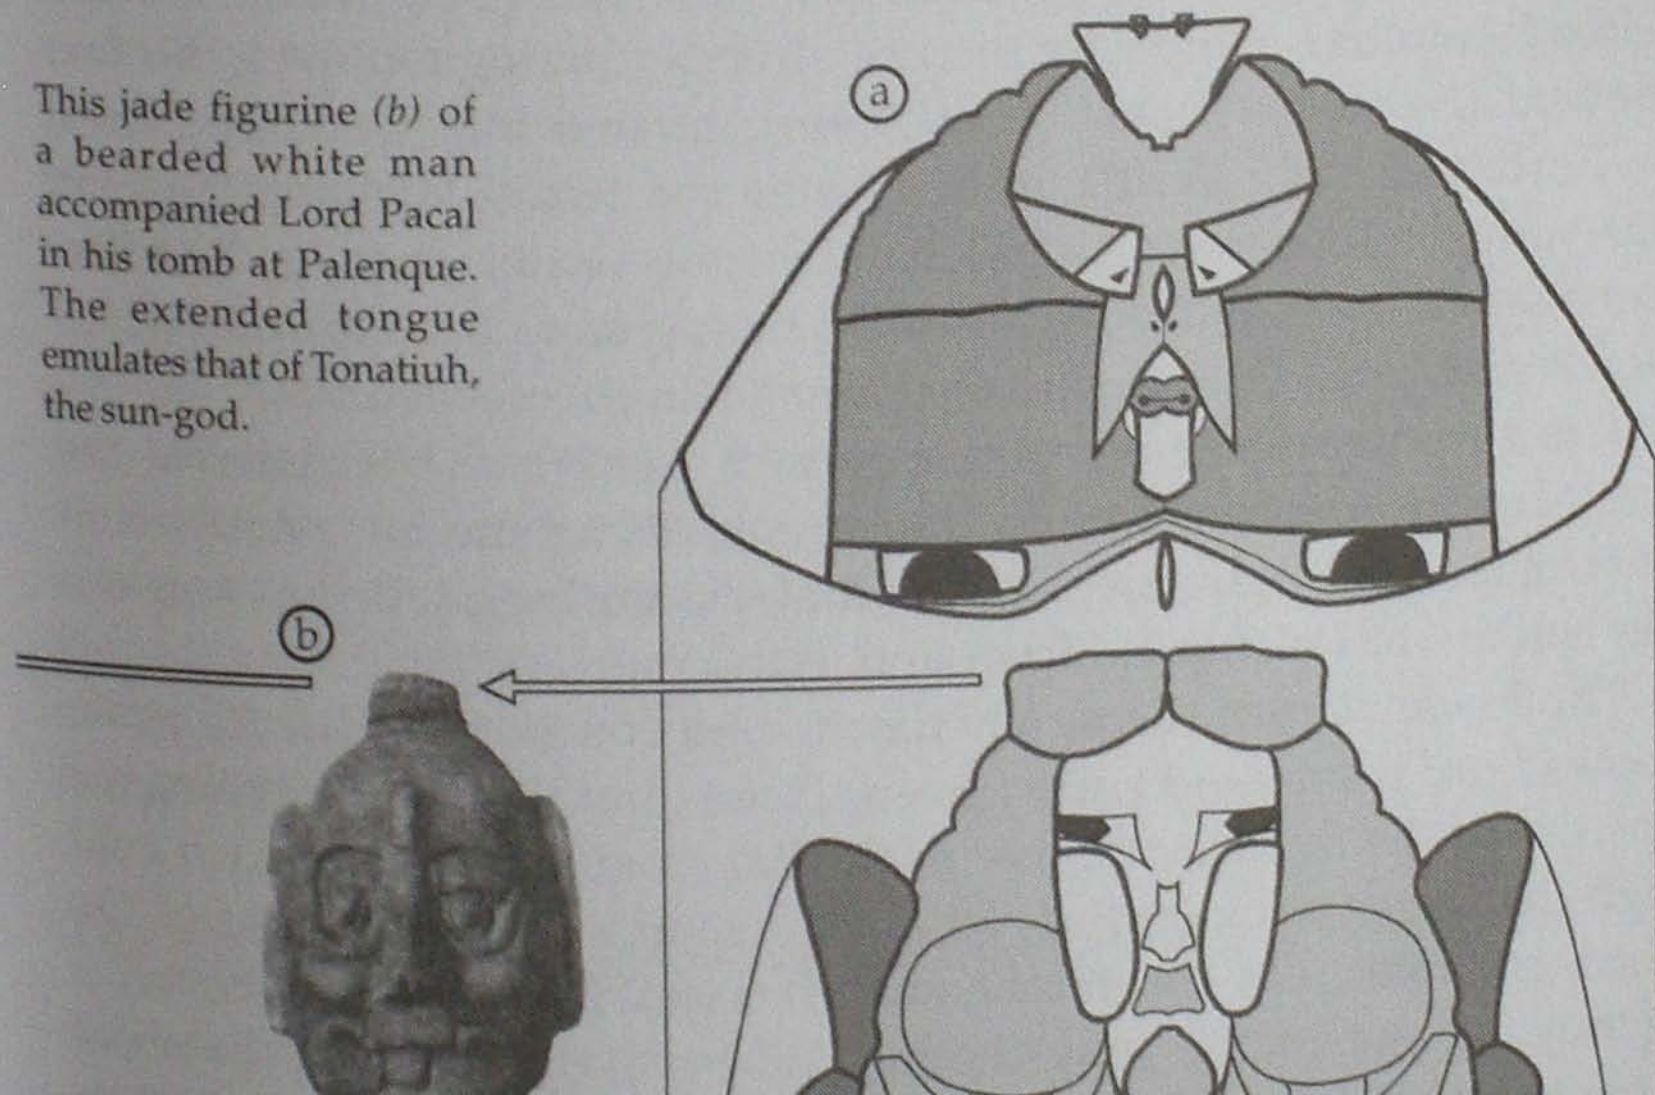 This jade figurine (b) of
a bearded white man
accompanied Lord Pacal
in his tomb at Palenque.
The extended tongue
emulates that of Tonatiuh,
the sun-god.
a
b